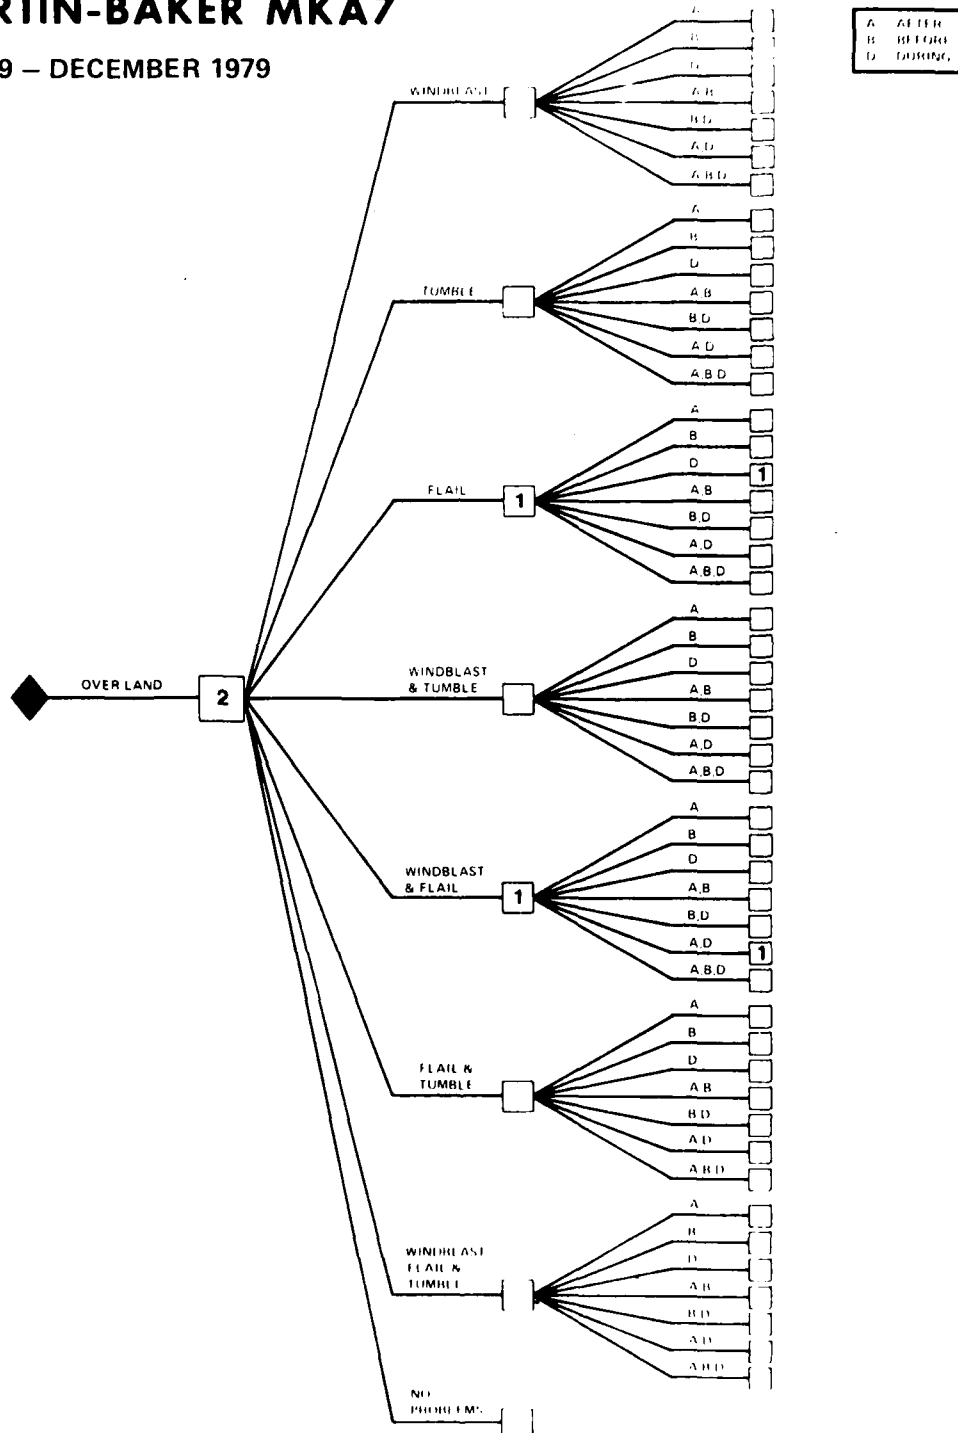 RTIN-BAKER MKA7
9 – DECEMBER 1979
A AFTER
B BEFORE
D DURING
WINDBLAST
A
B
D
A,B
B,D
A,D
A,B,D
TUMBLE
A
B
D
A,B
B,D
A,D
A,B,D
FLAIL
1
A
B
D
1
A,B
B,D
A,D
A,B,D
OVER LAND
2
WINDBLAST
& TUMBLE
A
B
D
A,B
B,D
A,D
A,B,D
WINDBLAST
& FLAIL
1
A
B
D
A,B
B,D
A,D
1
A,B,D
FLAIL &
TUMBLE
A
B
D
A,B
B,D
A,D
A,B,D
WINDBLAST
FLAIL &
TUMBLE
A
B
D
A,B
B,D
A,D
A,B,D
NO
PROBLEMS